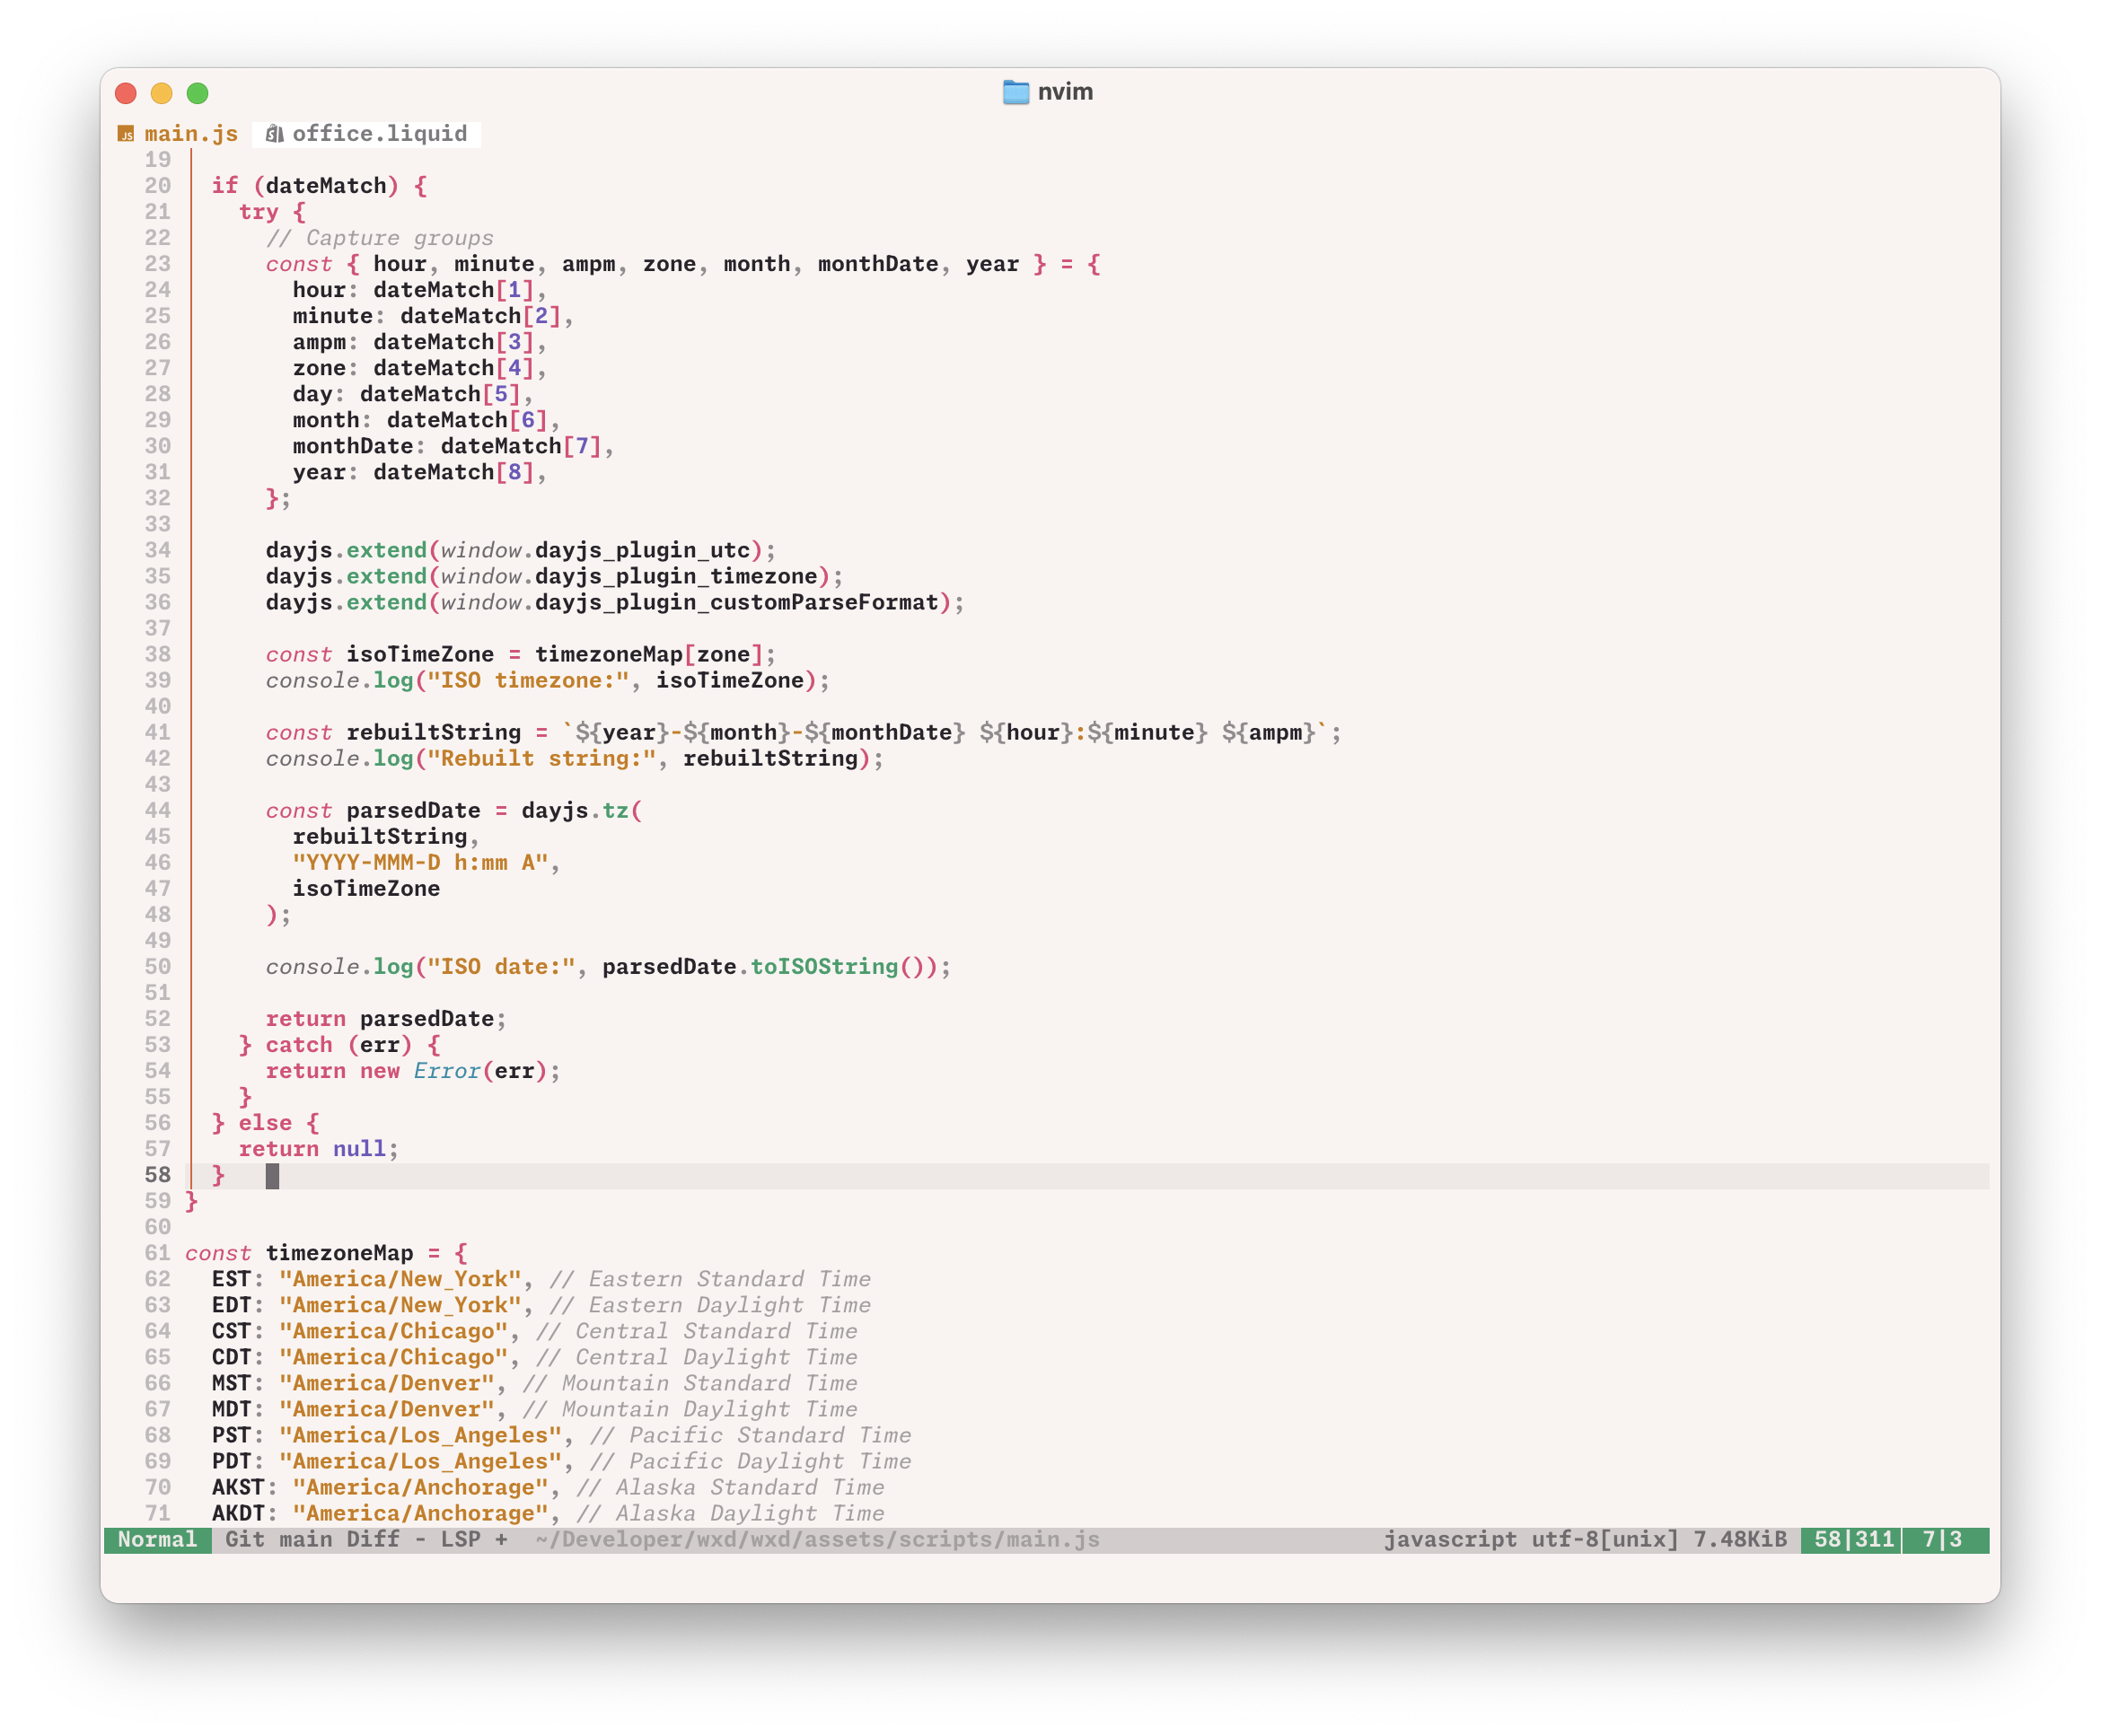 nvim
main.js office.liquid
19
20 if (dateMatch) {
21 try {
22 // Capture groups
23 const { hour, minute, ampm, zone, month, monthDate, year } = {
24 hour: dateMatch[1],
25 minute: dateMatch[2],
26 ampm: dateMatch[3],
27 zone: dateMatch[4],
28 day: dateMatch[5],
29 month: dateMatch[6],
30 monthDate: dateMatch[7],
31 year: dateMatch[8],
32 };
33
34 dayjs.extend(window.dayjs_plugin_utc);
35 dayjs.extend(window.dayjs_plugin_timezone);
36 dayjs.extend(window.dayjs_plugin_customParseFormat);
37
38 const isoTimeZone = timezoneMap[zone];
39 console.log("ISO timezone:", isoTimeZone);
40
41 const rebuiltString = `${year}-${month}-${monthDate} ${hour}:${minute} ${ampm}`;
42 console.log("Rebuilt string:", rebuiltString);
43
44 const parsedDate = dayjs.tz(
45 rebuiltString,
46 "YYYY-MMM-D h:mm A",
47 isoTimeZone
48 );
49
50 console.log("ISO date:", parsedDate.toISOString());
51
52 return parsedDate;
53 } catch (err) {
54 return new Error(err);
55 }
56 } else {
57 return null;
58 }
59 }
60
61 const timezoneMap = {
62 EST: "America/New_York", // Eastern Standard Time
63 EDT: "America/New_York", // Eastern Daylight Time
64 CST: "America/Chicago", // Central Standard Time
65 CDT: "America/Chicago", // Central Daylight Time
66 MST: "America/Denver", // Mountain Standard Time
67 MDT: "America/Denver", // Mountain Daylight Time
68 PST: "America/Los_Angeles", // Pacific Standard Time
69 PDT: "America/Los_Angeles", // Pacific Daylight Time
70 AKST: "America/Anchorage", // Alaska Standard Time
71 AKDT: "America/Anchorage", // Alaska Daylight Time
Normal Git main Diff - LSP + ~/Developer/wxd/wxd/assets/scripts/main.js javascript utf-8[unix] 7.48KiB 58|311 7|3